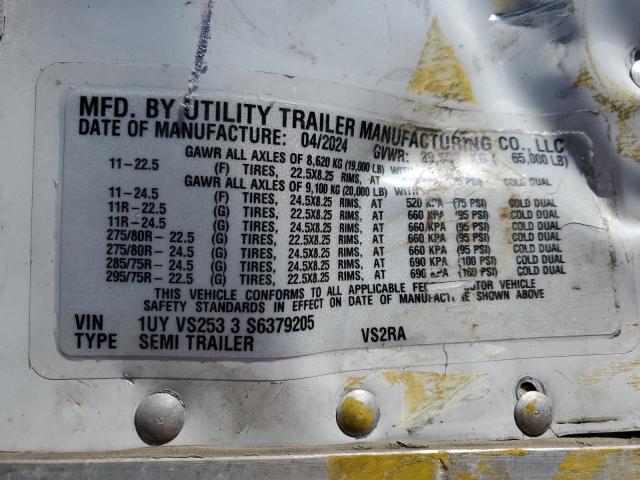 MFD. BY UTILITY TRAILER MANUFACTURING CO., LLC
DATE OF MANUFACTURE: 04/2024 GVWR: KG ( 65,000 LB)
GAWR ALL AXLES OF 8,620 KG (19,000 LB) WITH
11-22.5 (F) TIRES, 22.5X8.25 RIMS, AT PSI) COLD DUAL
GAWR ALL AXLES OF 9,100 KG (20,000 LB) WITH
11-24.5 (F) TIRES, 24.5X8.25 RIMS, AT 520 KPA (75 PSI) COLD DUAL
11R-22.5 (G) TIRES, 22.5X8.25 RIMS, AT 660 KPA (95 PSI) COLD DUAL
11R-24.5 (G) TIRES, 24.5X8.25 RIMS, AT 660 KPA (95 PSI) COLD DUAL
275/80R-22.5 (G) TIRES, 22.5X8.25 RIMS, AT 660 KPA (95 PSI) COLD DUAL
275/80R-24.5 (G) TIRES, 24.5X8.25 RIMS, AT 660 KPA (95 PSI) COLD DUAL
285/75R-24.5 (G) TIRES, 24.5X8.25 RIMS, AT 690 KPA (100 PSI) COLD DUAL
295/75R-22.5 (G) TIRES, 22.5X8.25 RIMS, AT 690 KPA (100 PSI) COLD DUAL
THIS VEHICLE CONFORMS TO ALL APPLICABLE MOTOR VEHICLE
SAFETY STANDARDS IN EFFECT ON DATE OF MANUFACTURE SHOWN ABOVE
VIN 1UY VS253 3 S6379205
TYPE SEMI TRAILER VS2RA